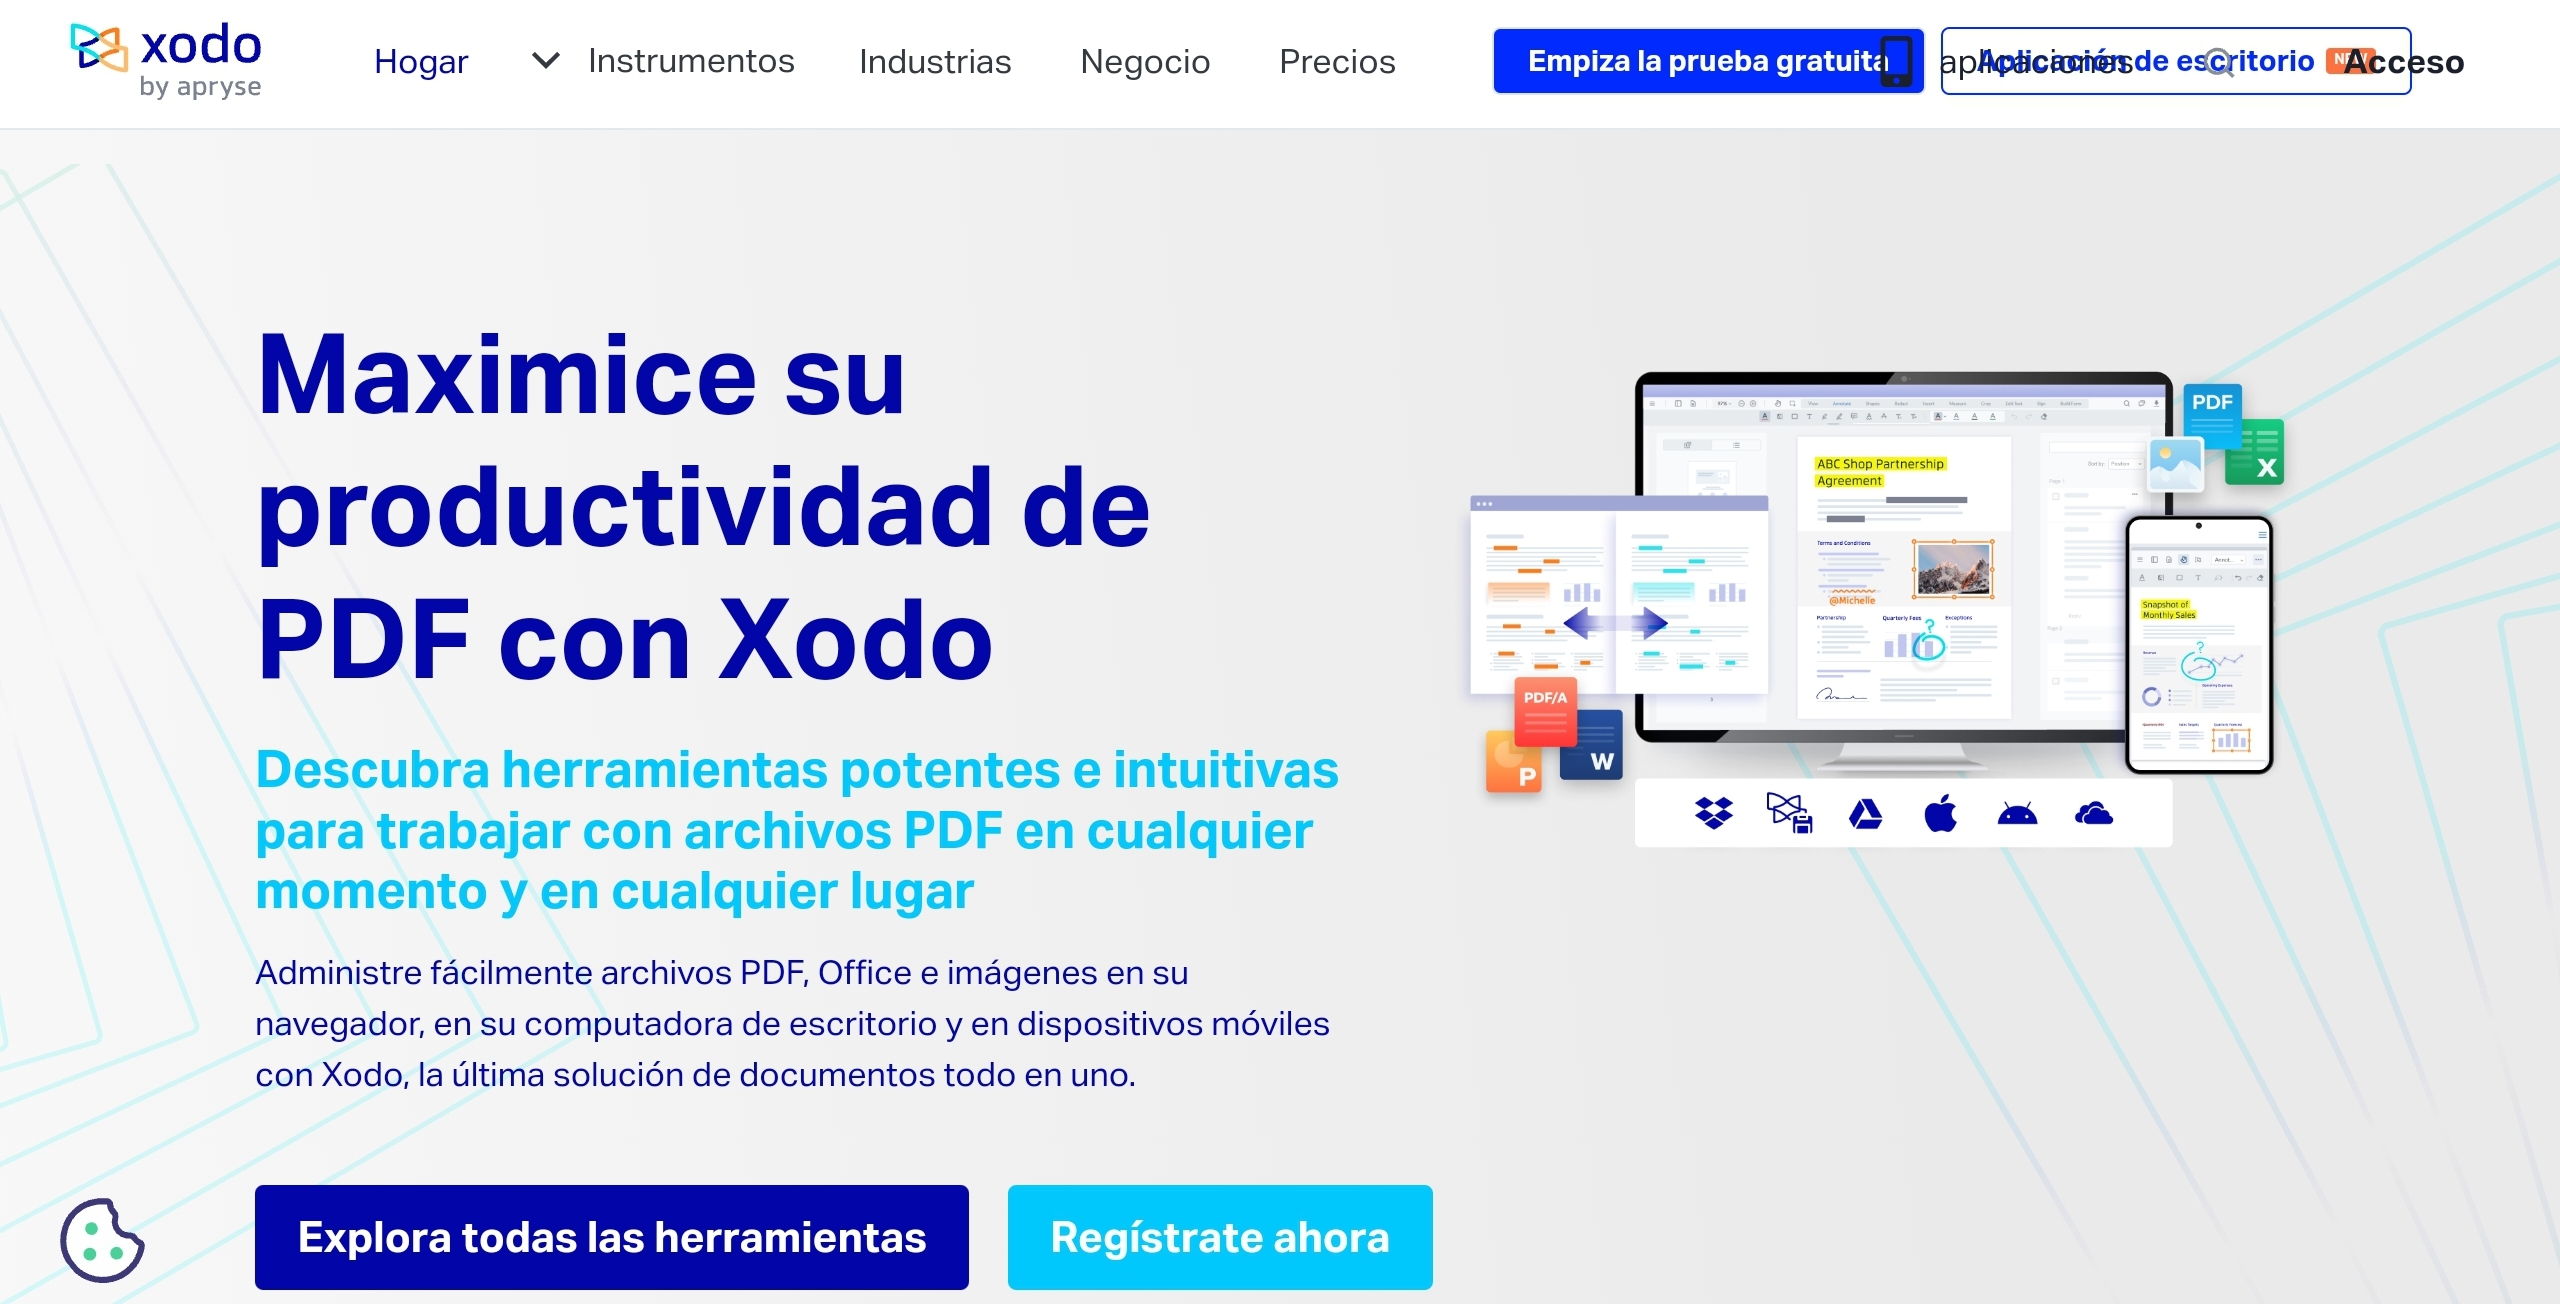 xodo
by apryse
Hogar
Instrumentos
Industrias
Negocio
Precios
Empiza la prueba gratuita
aplicaciones
Aplicación de escritorio
NEW
Acceso
Maximice su
productividad de
PDF con Xodo
Descubra herramientas potentes e intuitivas
para trabajar con archivos PDF en cualquier
momento y en cualquier lugar
Administre fácilmente archivos PDF, Office e imágenes en su
navegador, en su computadora de escritorio y en dispositivos móviles
con Xodo, la última solución de documentos todo en uno.
Explora todas las herramientas
Regístrate ahora
ABC Shop Partnership
Agreement
Terms and Conditions
@Michelle
Partnership
Quarterly Fees
?
Exceptions
PDF
X
PDF/A
P
W
Snapshot of
Monthly Sales
?